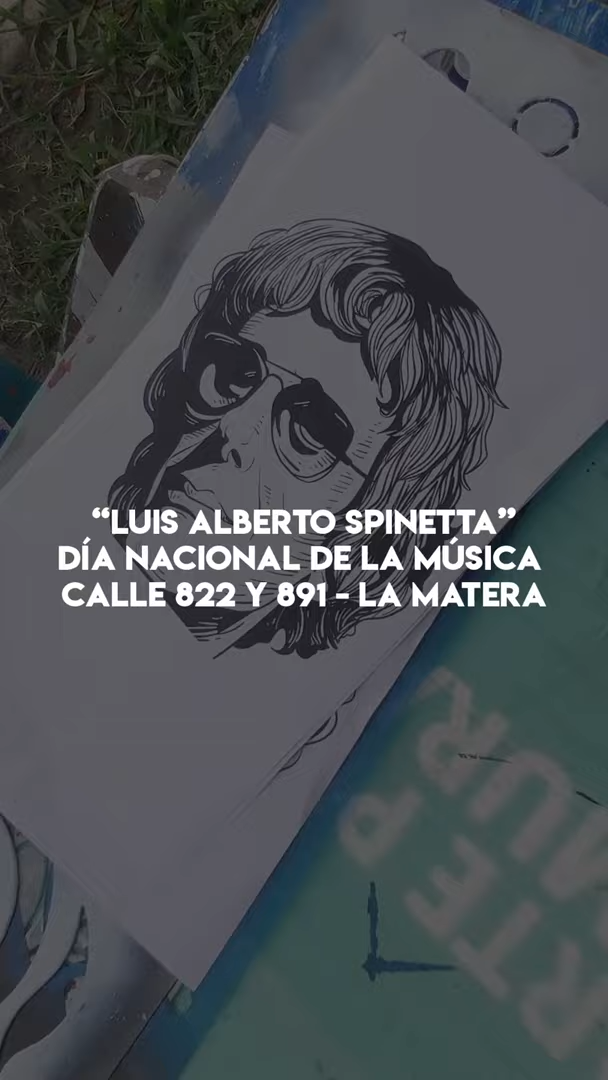 “LUIS ALBERTO SPINETTA”
DÍA NACIONAL DE LA MÚSICA
CALLE 822 Y 891 - LA MATERA